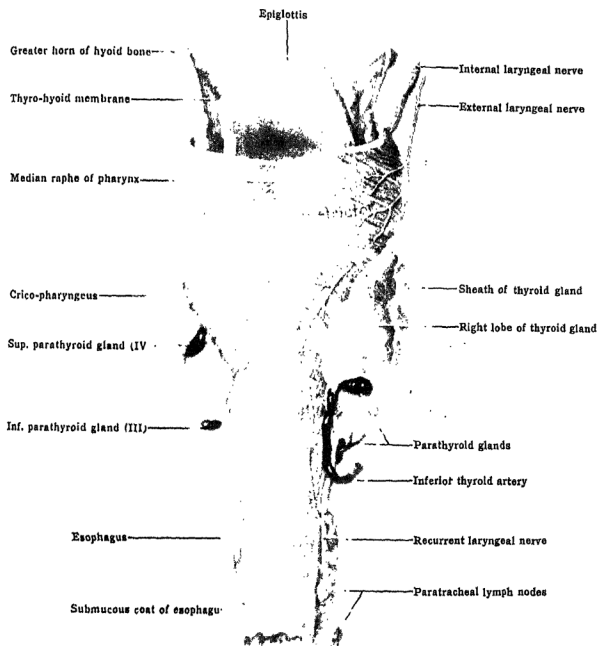 Epiglottis
Greater horn of hyoid bone
Internal laryngeal nerve
Thyro-hyoid membrane
External laryngeal nerve
Median raphe of pharynx
Crico-pharyngeus
Sheath of thyroid gland
Right lobe of thyroid gland
Sup. parathyroid gland (IV
Inf. parathyroid gland (III)
Parathyroid glands
Inferior thyroid artery
Esophagus
Recurrent laryngeal nerve
Paratracheal lymph nodes
Submucous coat of esophagu